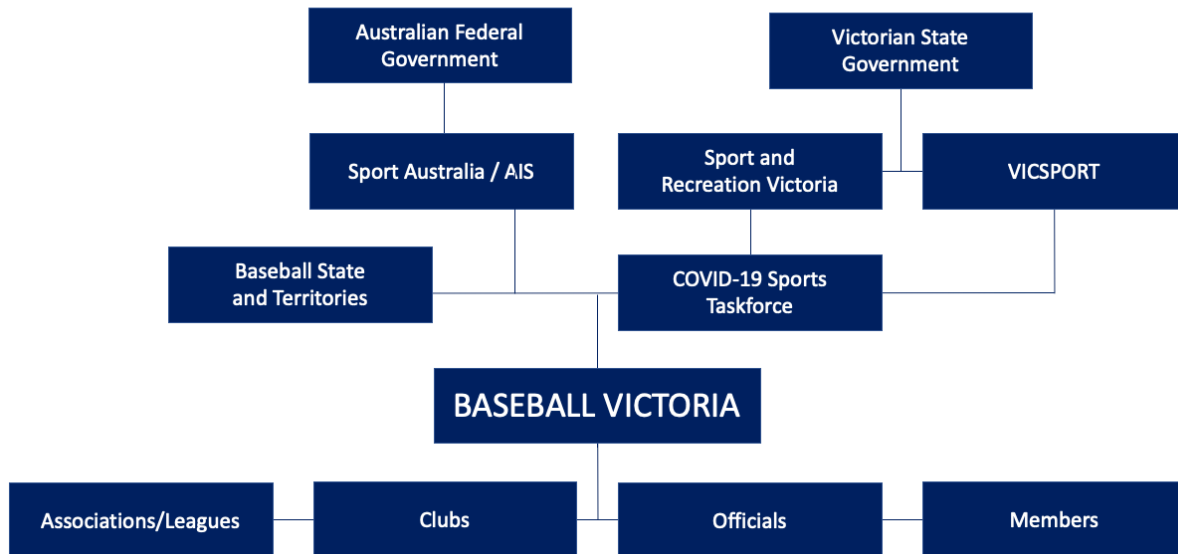 Australian Federal
Government
Victorian State
Government
Sport Australia / AIS
Sport and
Recreation Victoria
VICSPORT
Baseball State
and Territories
COVID-19 Sports
Taskforce
BASEBALL VICTORIA
Associations/Leagues
Clubs
Officials
Members